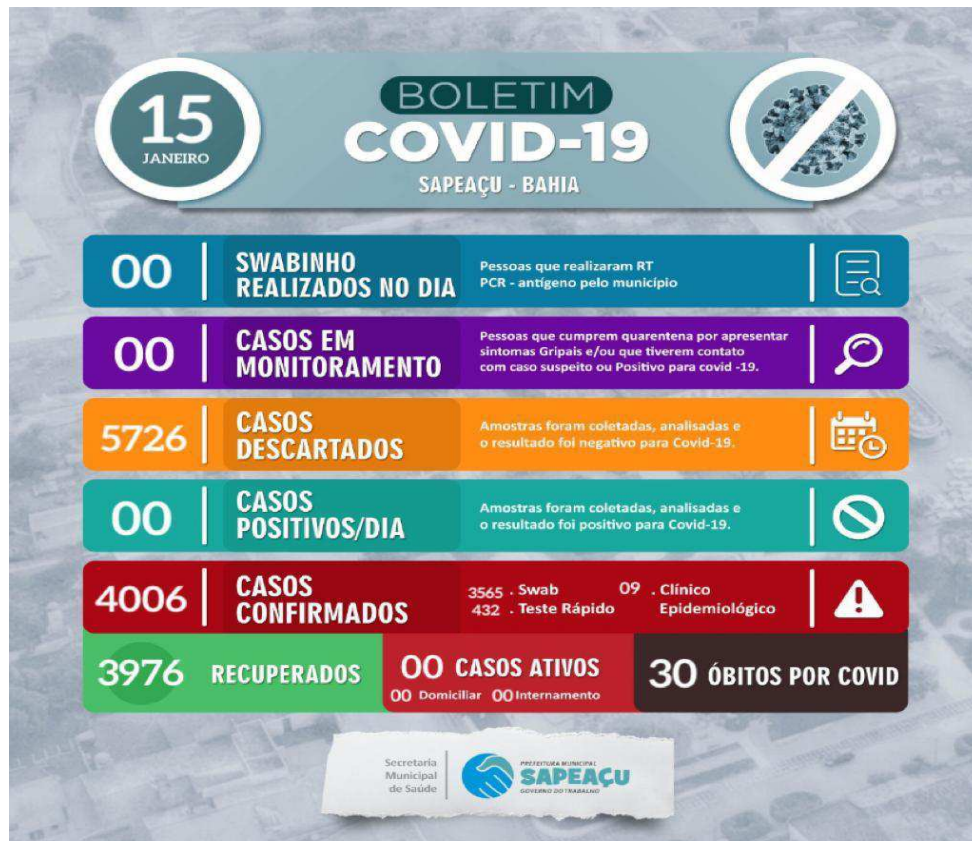 15
JANEIRO
BOLETIM
COVID-19
SAPEAÇU - BAHIA
00
SWABINHO
REALIZADOS NO DIA
Pessoas que realizaram RT
PCR - antígeno pelo município
00
CASOS EM
MONITORAMENTO
Pessoas que cumprem quarentena por apresentar
sintomas Gripais e/ou que tiverem contato
com caso suspeito ou Positivo para covid -19.
5726
CASOS
DESCARTADOS
Amostras foram coletadas, analisadas e
o resultado foi negativo para Covid-19.
00
CASOS
POSITIVOS/DIA
Amostras foram coletadas, analisadas e
o resultado foi positivo para Covid-19.
4006
CASOS
CONFIRMADOS
3565 . Swab
432 . Teste Rápido
09 . Clínico
Epidemiológico
3976 RECUPERADOS
00 CASOS ATIVOS
00 Domiciliar 00 Internamento
30 ÓBITOS POR COVID
Secretaria
Municipal
de Saúde
PREFEITURA MUNICIPAL
SAPEAÇU
GOVERNO DO TRABALHO